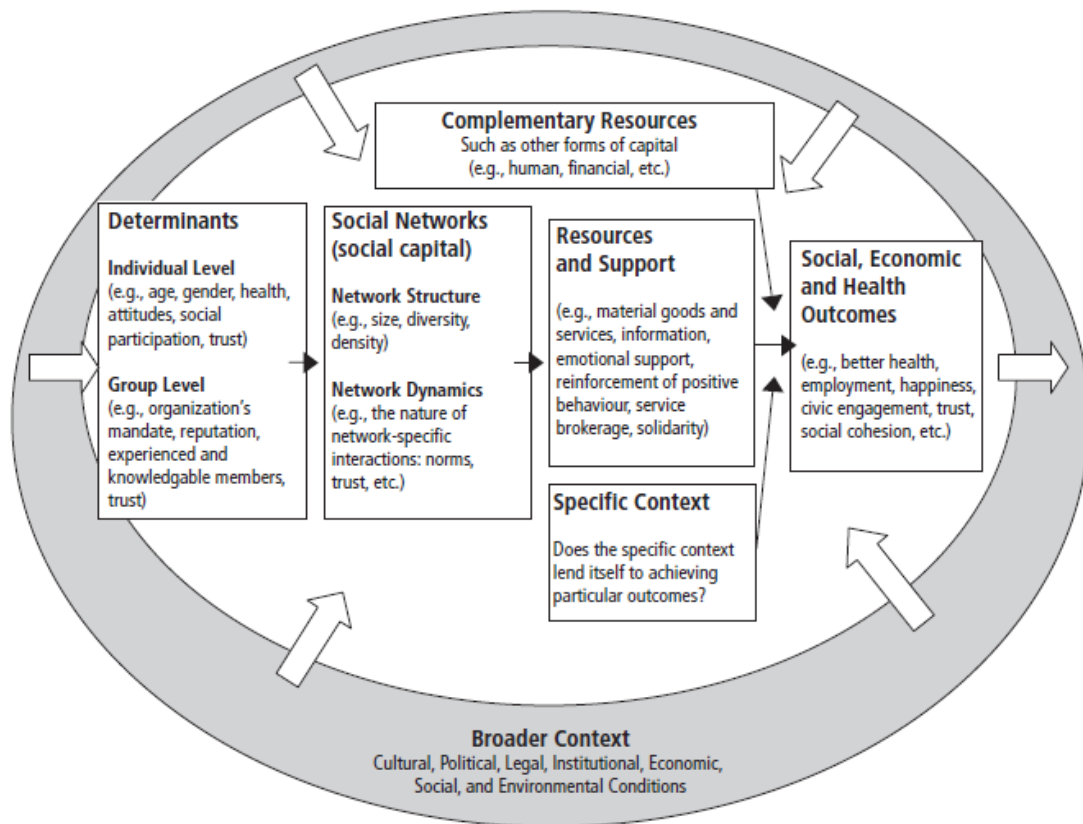 Complementary Resources
Such as other forms of capital
(e.g., human, financial, etc.)
Determinants
Individual Level
(e.g., age, gender, health,
attitudes, social
participation, trust)
Group Level
(e.g., organization's
mandate, reputation,
experienced and
knowledgable members,
trust)
Social Networks
(social capital)
Network Structure
(e.g., size, diversity,
density)
Network Dynamics
(e.g., the nature of
network-specific
interactions: norms,
trust, etc.)
Resources
and Support
(e.g., material goods and
services, information,
emotional support,
reinforcement of positive
behaviour, service
brokerage, solidarity)
Specific Context
Does the specific context
lend itself to achieving
particular outcomes?
Social, Economic
and Health
Outcomes
(e.g., better health,
employment, happiness,
civic engagement, trust,
social cohesion, etc.)
Broader Context
Cultural, Political, Legal, Institutional, Economic,
Social, and Environmental Conditions